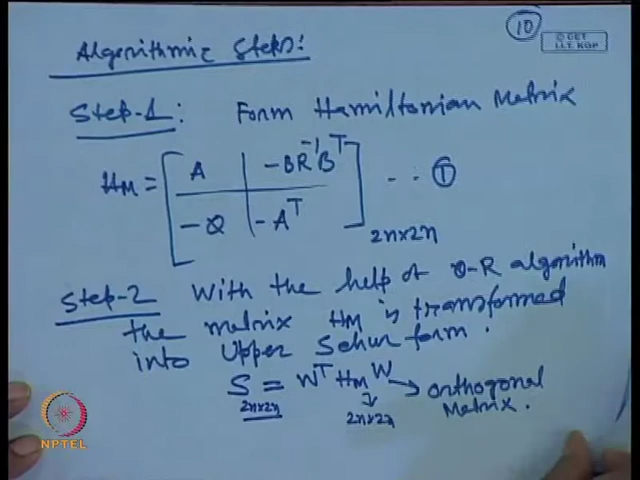 10
© CET
I.I.T. KGP
Algorithmic Steps:
Step-1: Form Hamiltonian Matrix
HM = [ A | -BR⁻¹Bᵀ
-Q | -Aᵀ ] 2n×2n -- ①
Step-2 With the help of Q-R algorithm
the matrix HM is transformed
into Upper Schur form.
S = Wᵀ HM W → orthogonal
2n×2n 2n×2n Matrix.
NPTEL